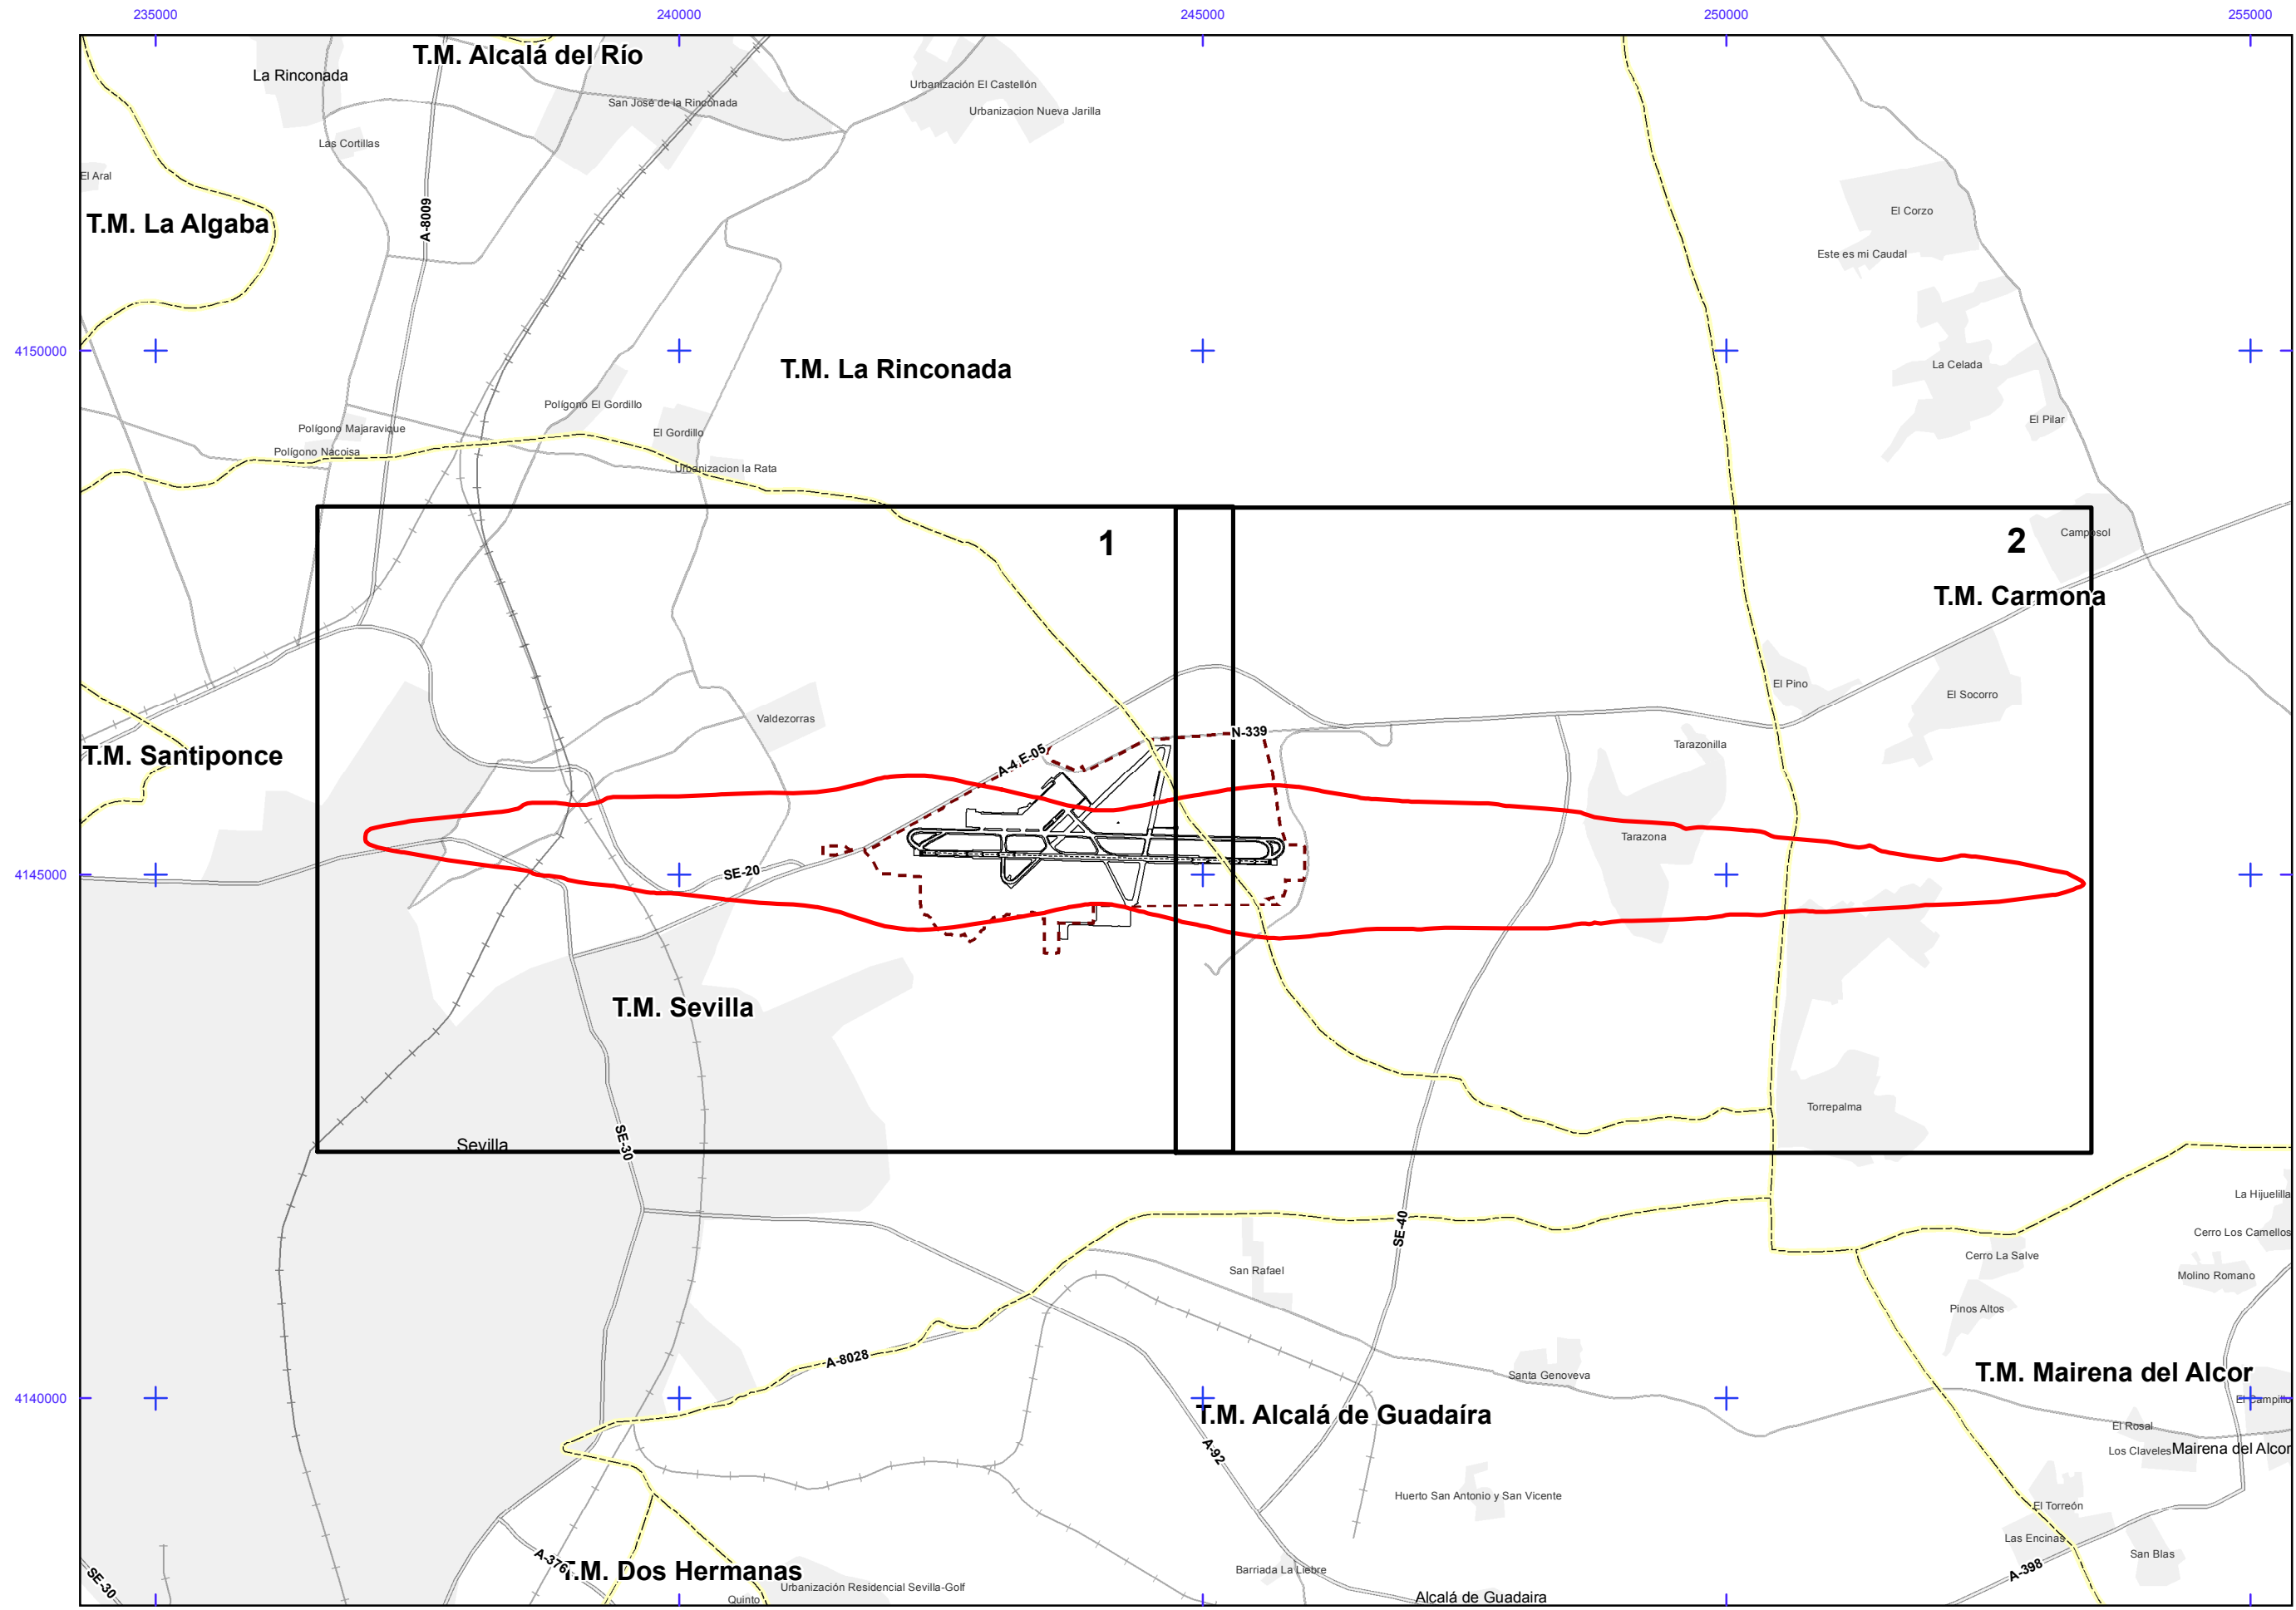 235000
240000
245000
250000
255000
T.M. Alcalá del Río
La Rinconada
Urbanización El Castellón
San José de la Rinconada
Urbanizacion Nueva Jarilla
Las Cortillas
El Aral
A-8009
El Corzo
T.M. La Algaba
Este es mi Caudal
4150000
T.M. La Rinconada
La Celada
Polígono El Gordillo
El Pilar
Polígono Majaravique
El Gordillo
Polígono Nacoisa
Urbanizacion la Rata
1
2
Camposol
T.M. Carmona
El Pino
El Socorro
Valdezorras
N-339
Tarazonilla
T.M. Santiponce
A-4,E-05
Tarazona
4145000
SE-20
T.M. Sevilla
Torrepalma
Sevilla
SE-30
La Hijuelilla
SE-40
Cerro Los Camellos
Cerro La Salve
San Rafael
Molino Romano
Pinos Altos
A-8028
Santa Genoveva
T.M. Mairena del Alcor
4140000
El Campillo
T.M. Alcalá de Guadaíra
El Rosal
A-92
Los Claveles
Mairena del Alcor
Huerto San Antonio y San Vicente
El Torreón
Las Encinas
San Blas
A-376
T.M. Dos Hermanas
Barriada La Liebre
A-398
SE-30
Urbanización Residencial Sevilla-Golf
Quinto
Alcalá de Guadaira